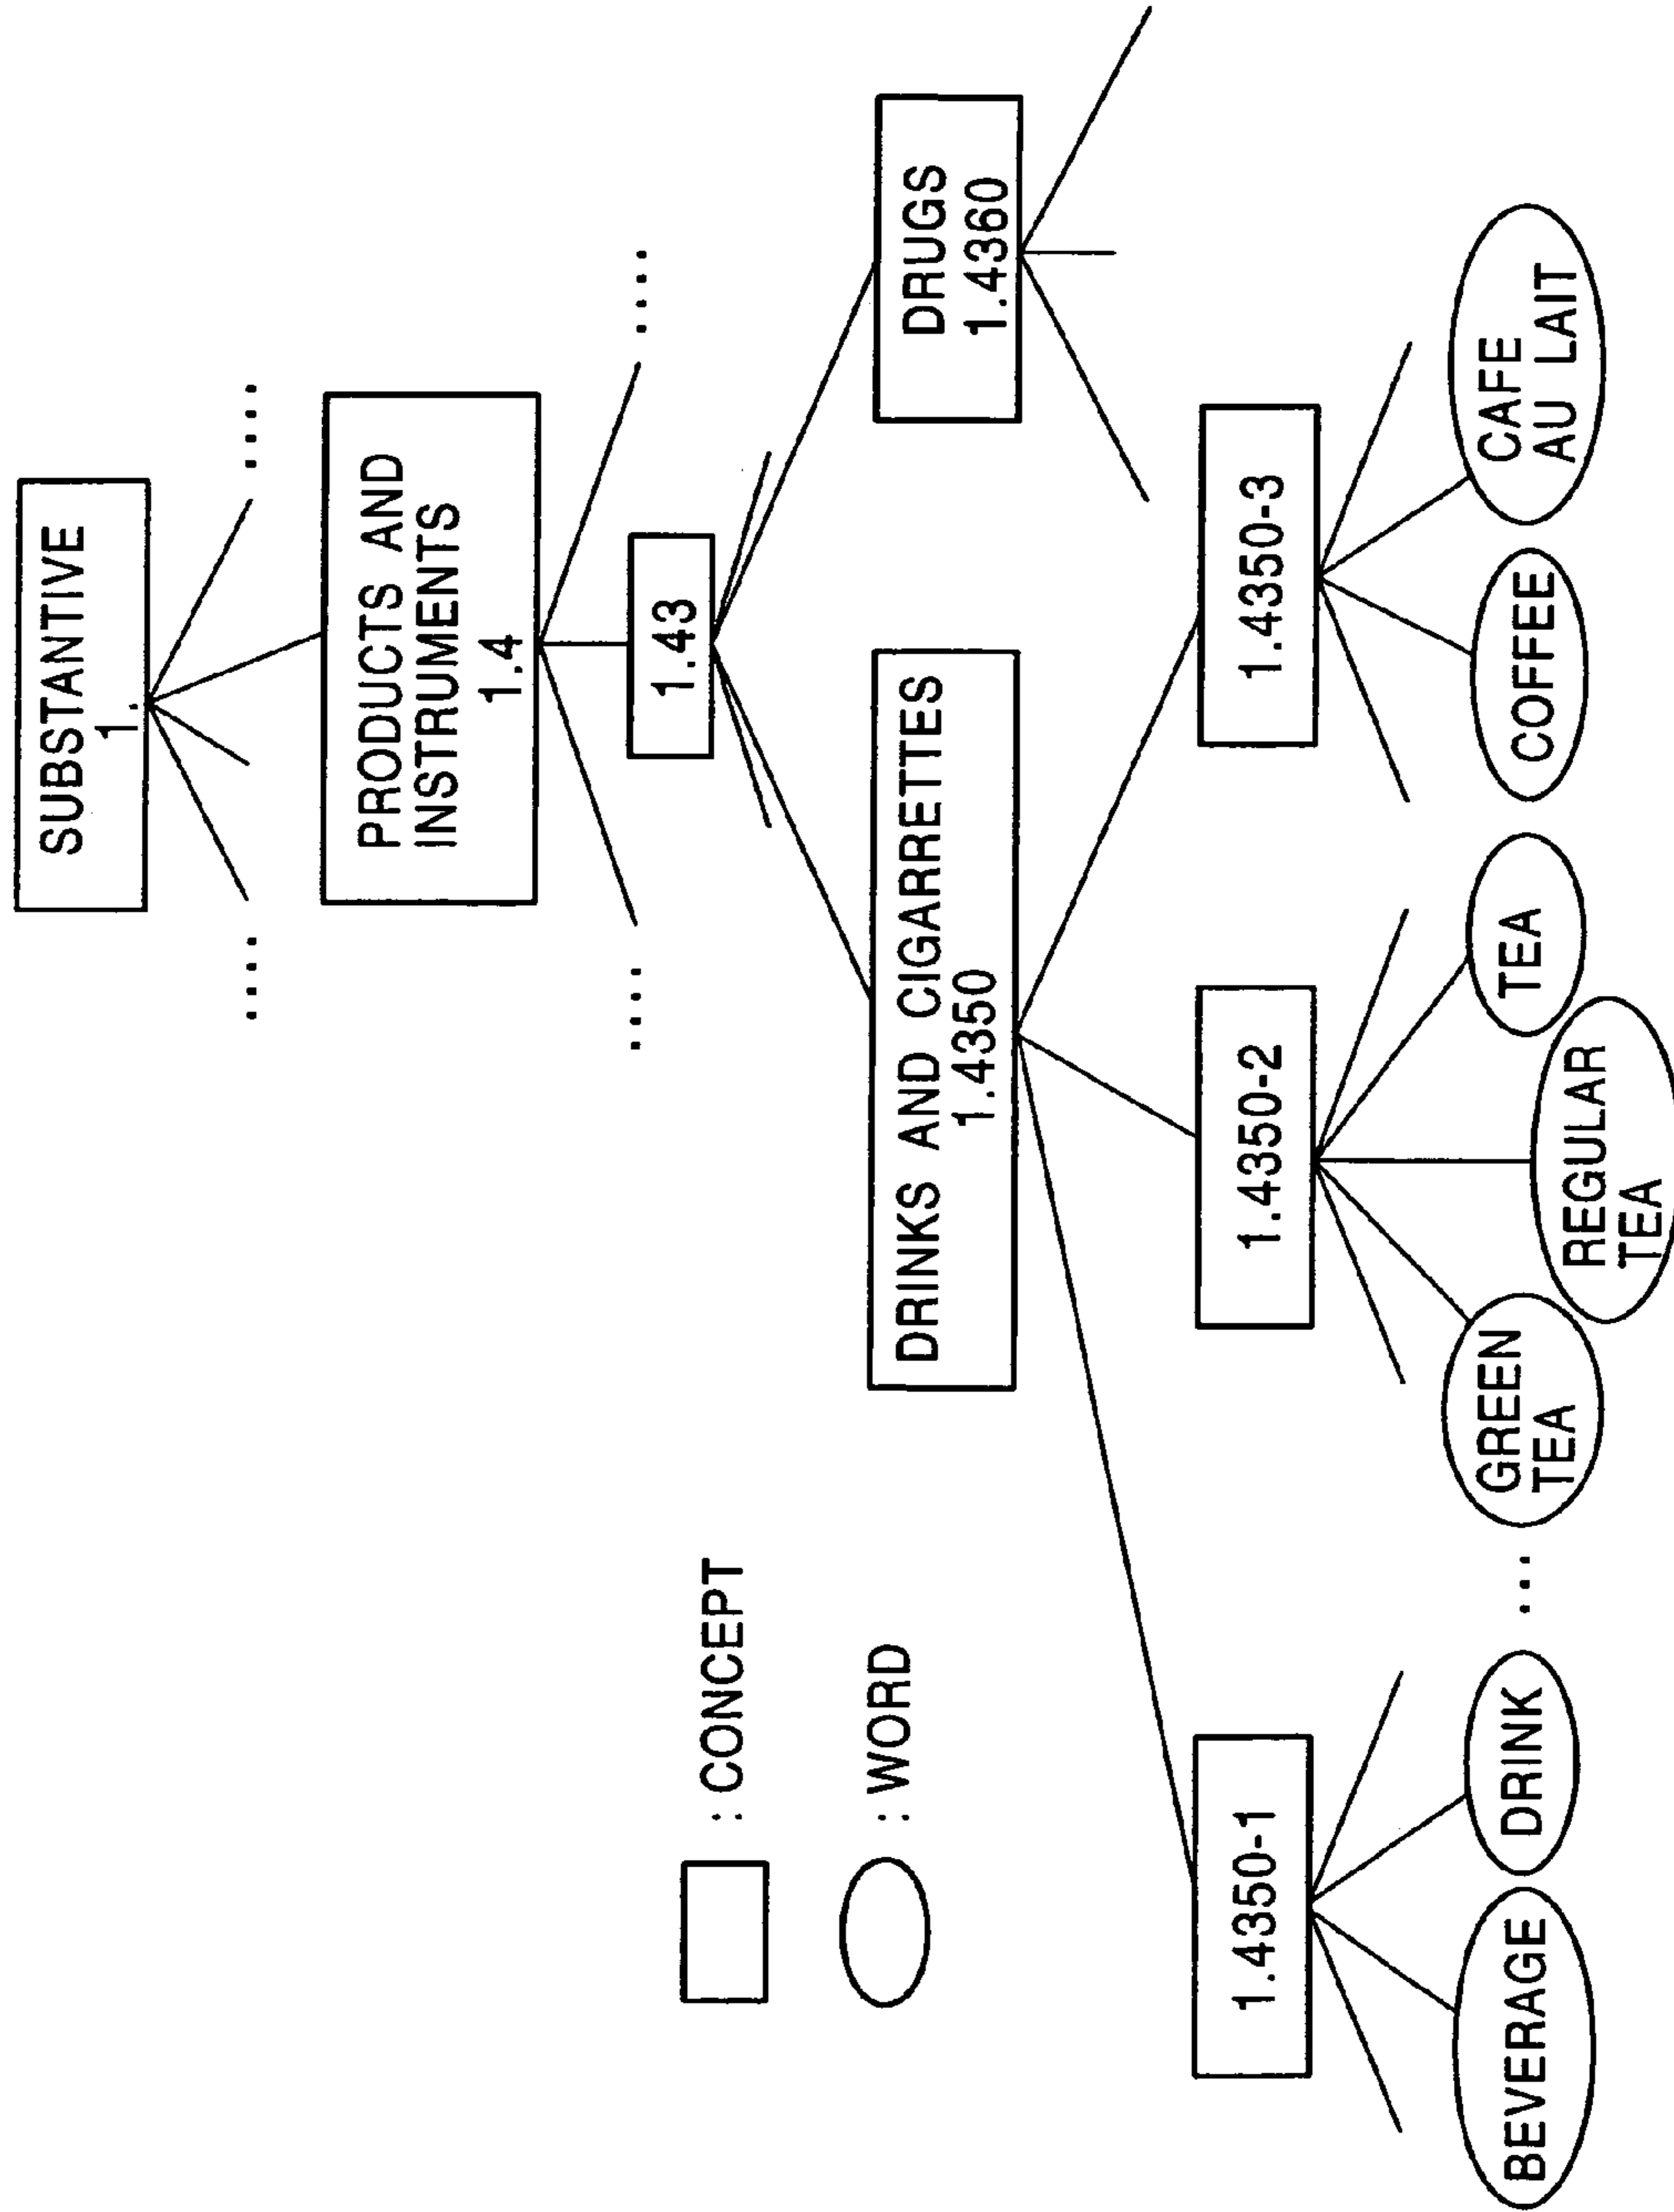 SUBSTANTIVE
1.
....
....
PRODUCTS AND
INSTRUMENTS
1.4
....
....
1.43
: CONCEPT
: WORD
DRINKS AND CIGARRETTES
1.4350
DRUGS
1.4360
1.4350-1
1.4350-2
1.4350-3
BEVERAGE
DRINK
...
GREEN
TEA
REGULAR
TEA
TEA
COFFEE
CAFE
AU LAIT